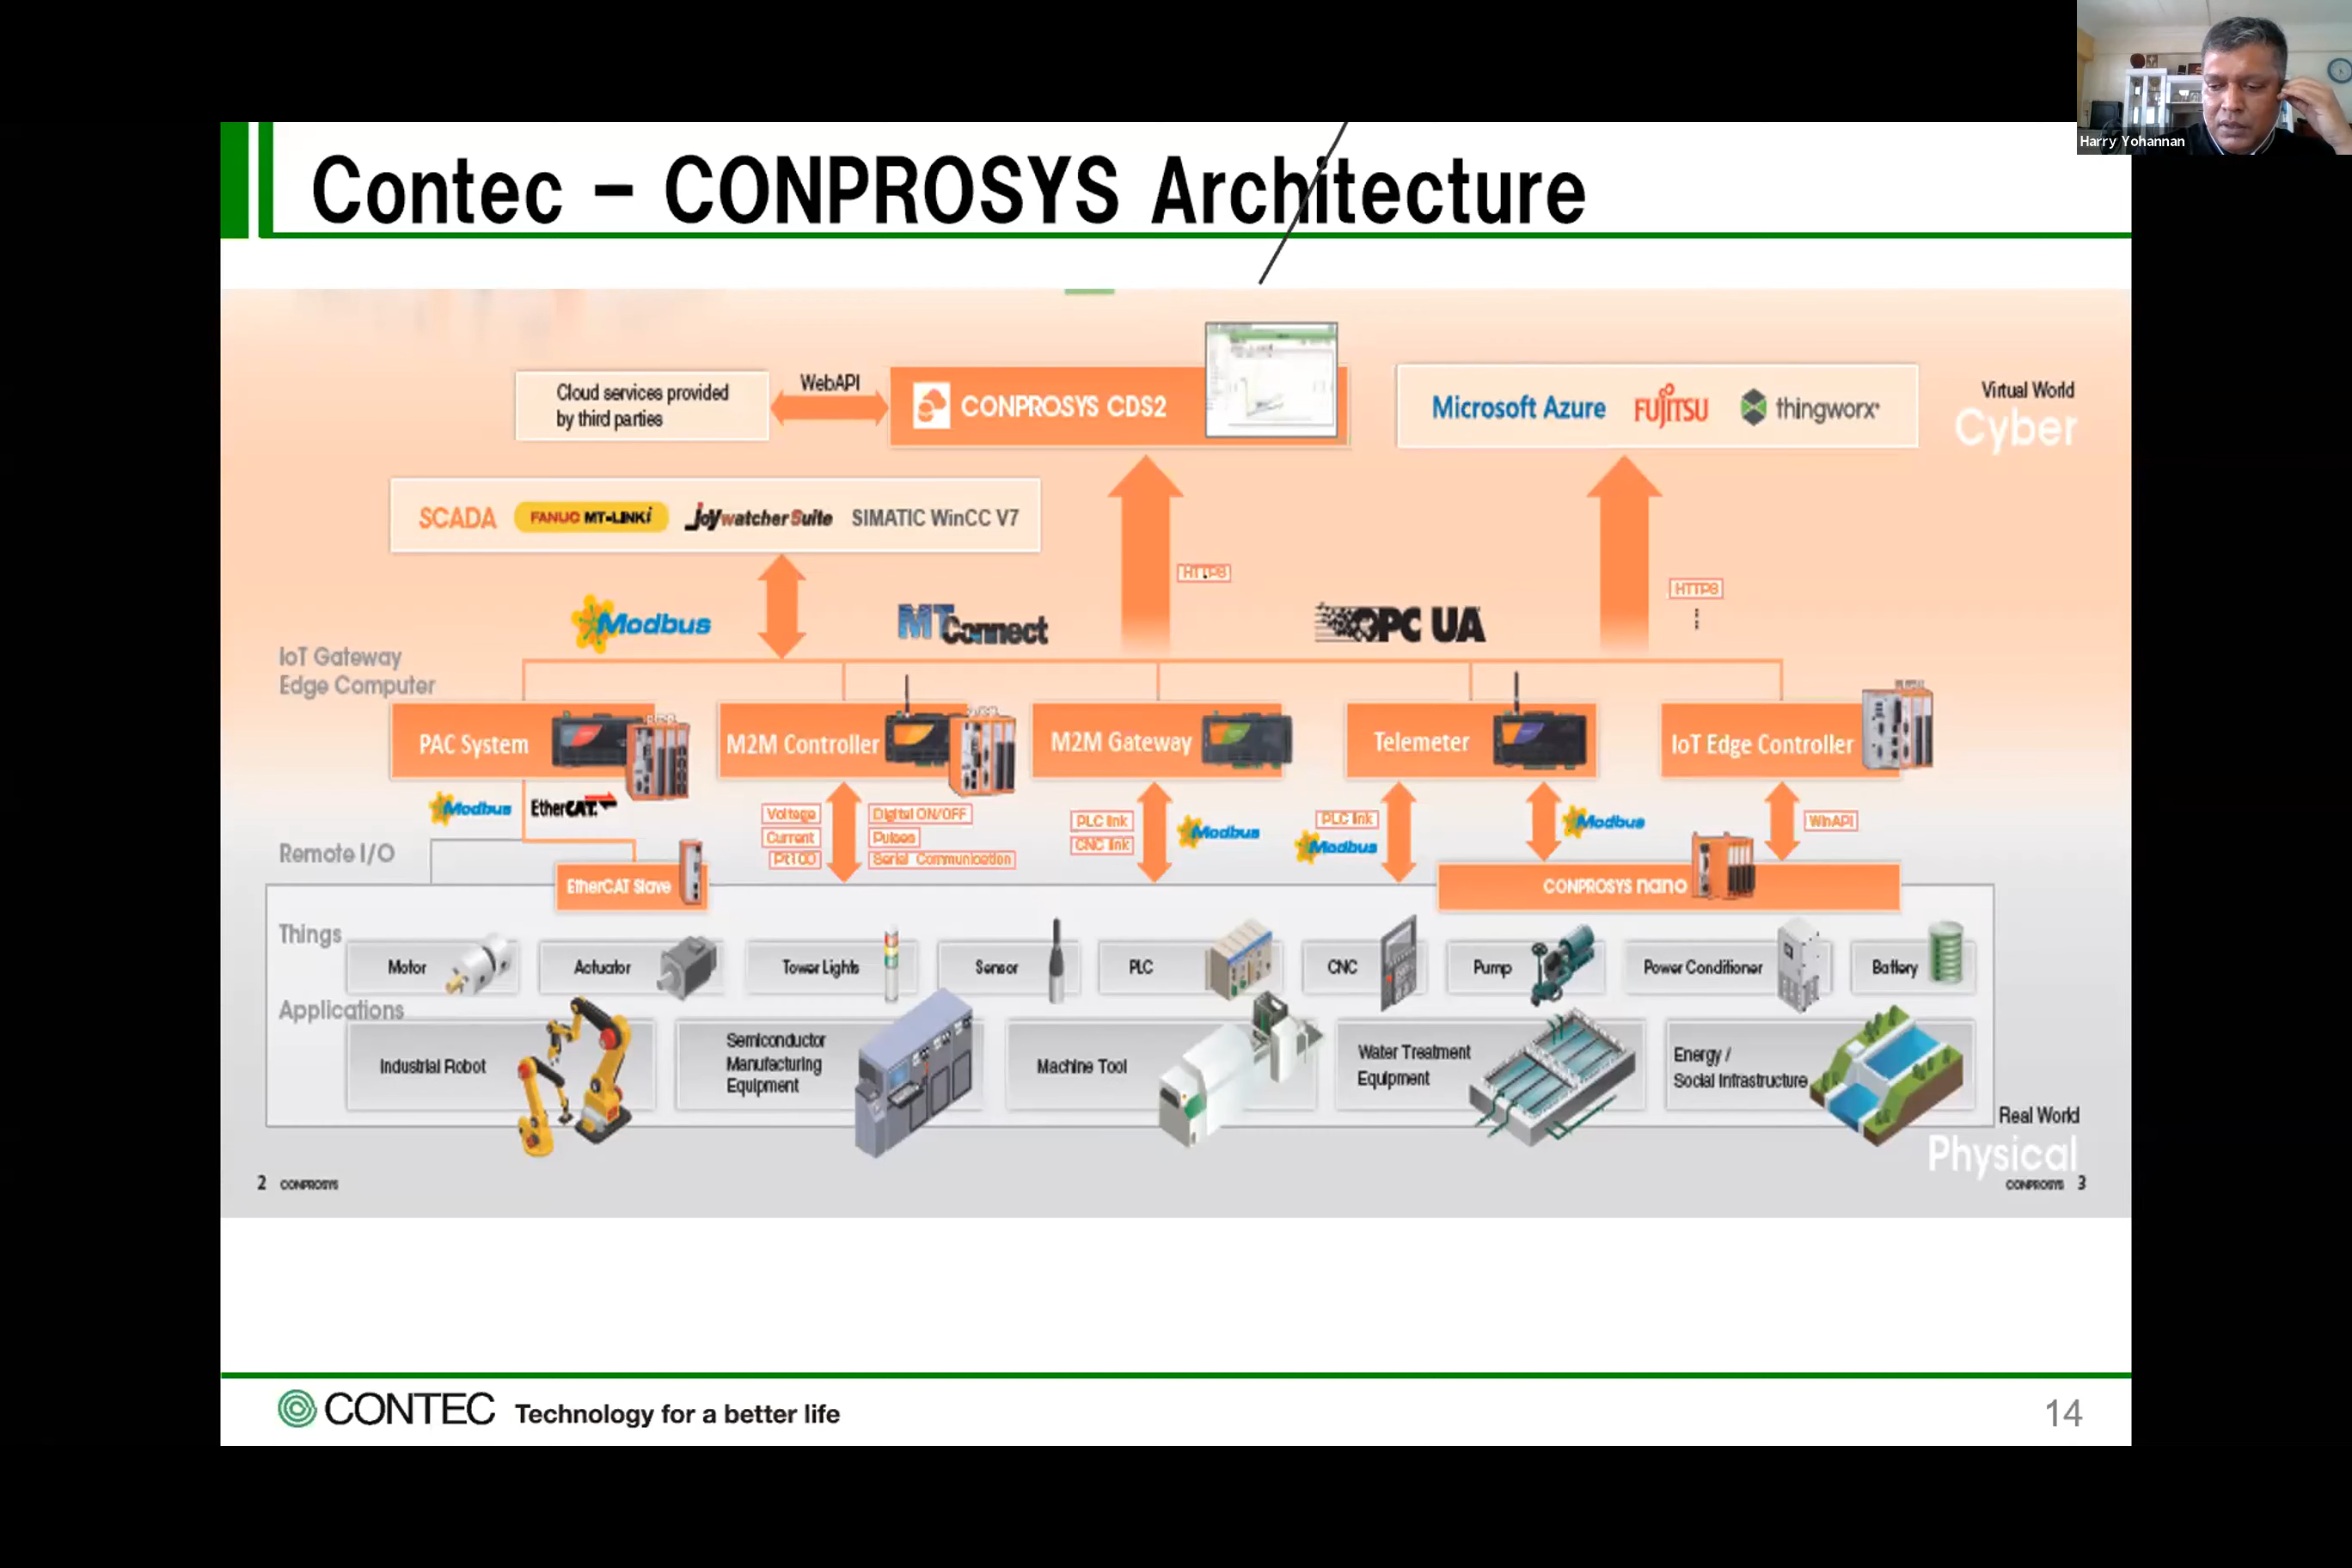 Harry Yohannan
Contec – CONPROSYS Architecture
Cloud services provided
by third parties
WebAPI
CONPROSYS CDS2
Microsoft Azure
FUJITSU
thingworx
Virtual World
Cyber
SCADA
FANUC MT-LINKi
JoyWatcherSuite
SIMATIC WinCC V7
HTTPS
HTTPS
Modbus
MTConnect
OPC UA
IoT Gateway
Edge Computer
PAC System
M2M Controller
M2M Gateway
Telemeter
IoT Edge Controller
Modbus
EtherCAT
Voltage
Current
Pt100
Digital ON/OFF
Pulses
Serial Communication
PLC link
CNC link
Modbus
PLC link
Modbus
Modbus
WinAPI
Remote I/O
EtherCAT Slave
CONPROSYS nano
Things
Motor
Actuator
Tower Lights
Sensor
PLC
CNC
Pump
Power Conditioner
Battery
Applications
Industrial Robot
Semiconductor
Manufacturing
Equipment
Machine Tool
Water Treatment
Equipment
Energy /
Social Infrastructure
Real World
Physical
2 CONPROSYS
CONPROSYS 3
CONTEC Technology for a better life
14